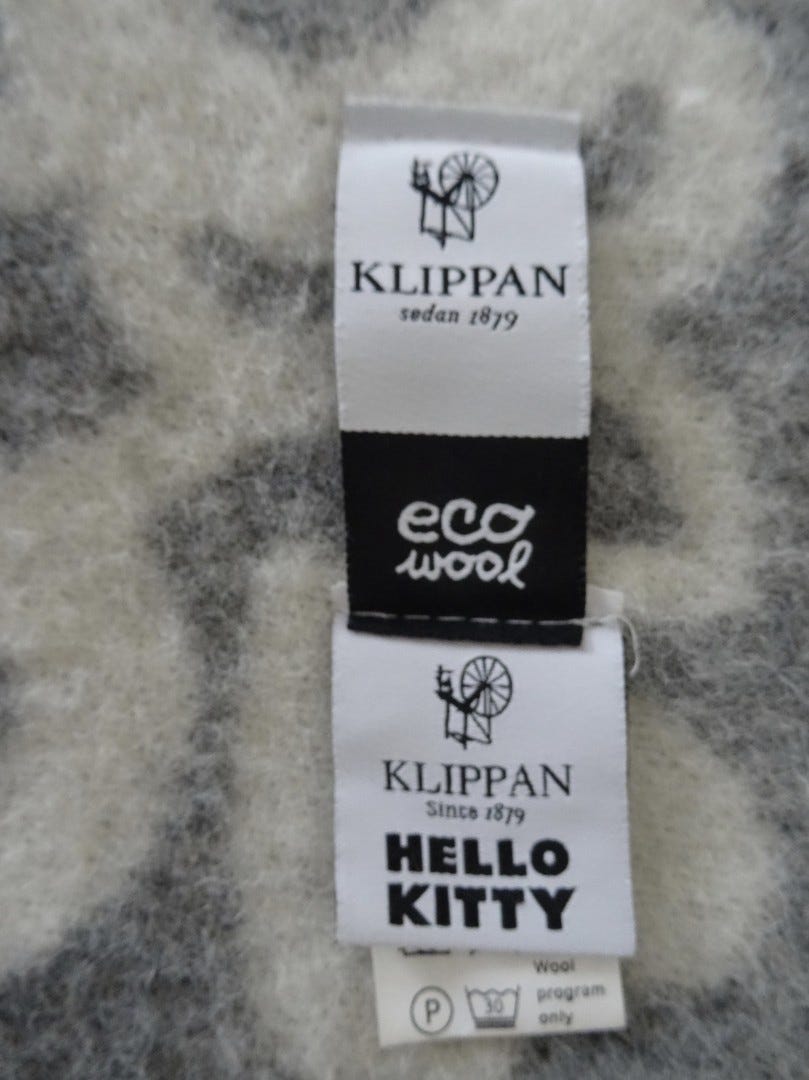 KLIPPAN
sedan 1879
eco
wool
KLIPPAN
Since 1879
HELLO
KITTY
Wool
P 30 program
only